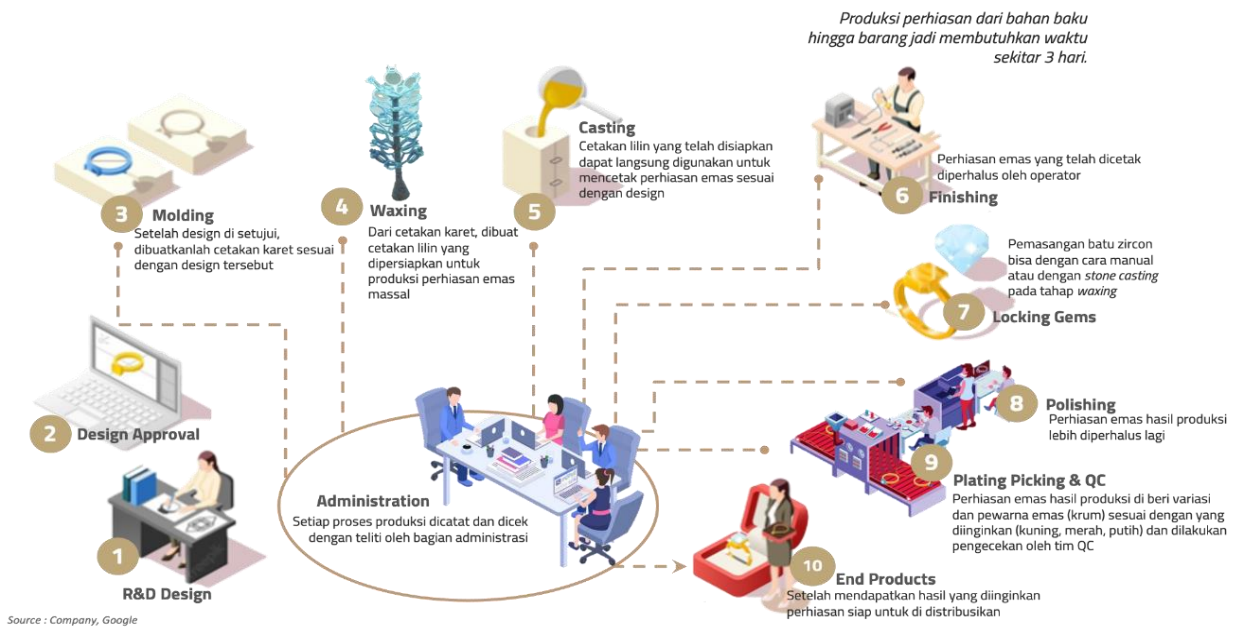 Produksi perhiasan dari bahan baku
hingga barang jadi membutuhkan waktu
sekitar 3 hari.
1
R&D Design
2
Design Approval
3
Molding
Setelah design di setujui,
dibuatkanlah cetakan karet sesuai
dengan design tersebut
4
Waxing
Dari cetakan karet, dibuat
cetakan lilin yang
dipersiapkan untuk
produksi perhiasan emas
massal
5
Casting
Cetakan lilin yang telah disiapkan
dapat langsung digunakan untuk
mencetak perhiasan emas sesuai
dengan design
Perhiasan emas yang telah dicetak
diperhalus oleh operator
6
Finishing
Pemasangan batu zircon
bisa dengan cara manual
atau dengan stone casting
pada tahap waxing
7
Locking Gems
8
Polishing
Perhiasan emas hasil produksi
lebih diperhalus lagi
9
Plating Picking & QC
Perhiasan emas hasil produksi di beri variasi
dan pewarna emas (krum) sesuai dengan yang
diinginkan (kuning, merah, putih) dan dilakukan
pengecekan oleh tim QC
10
End Products
Setelah mendapatkan hasil yang diinginkan
perhiasan siap untuk di distribusikan
Administration
Setiap proses produksi dicatat dan dicek
dengan teliti oleh bagian administrasi
Source : Company, Google